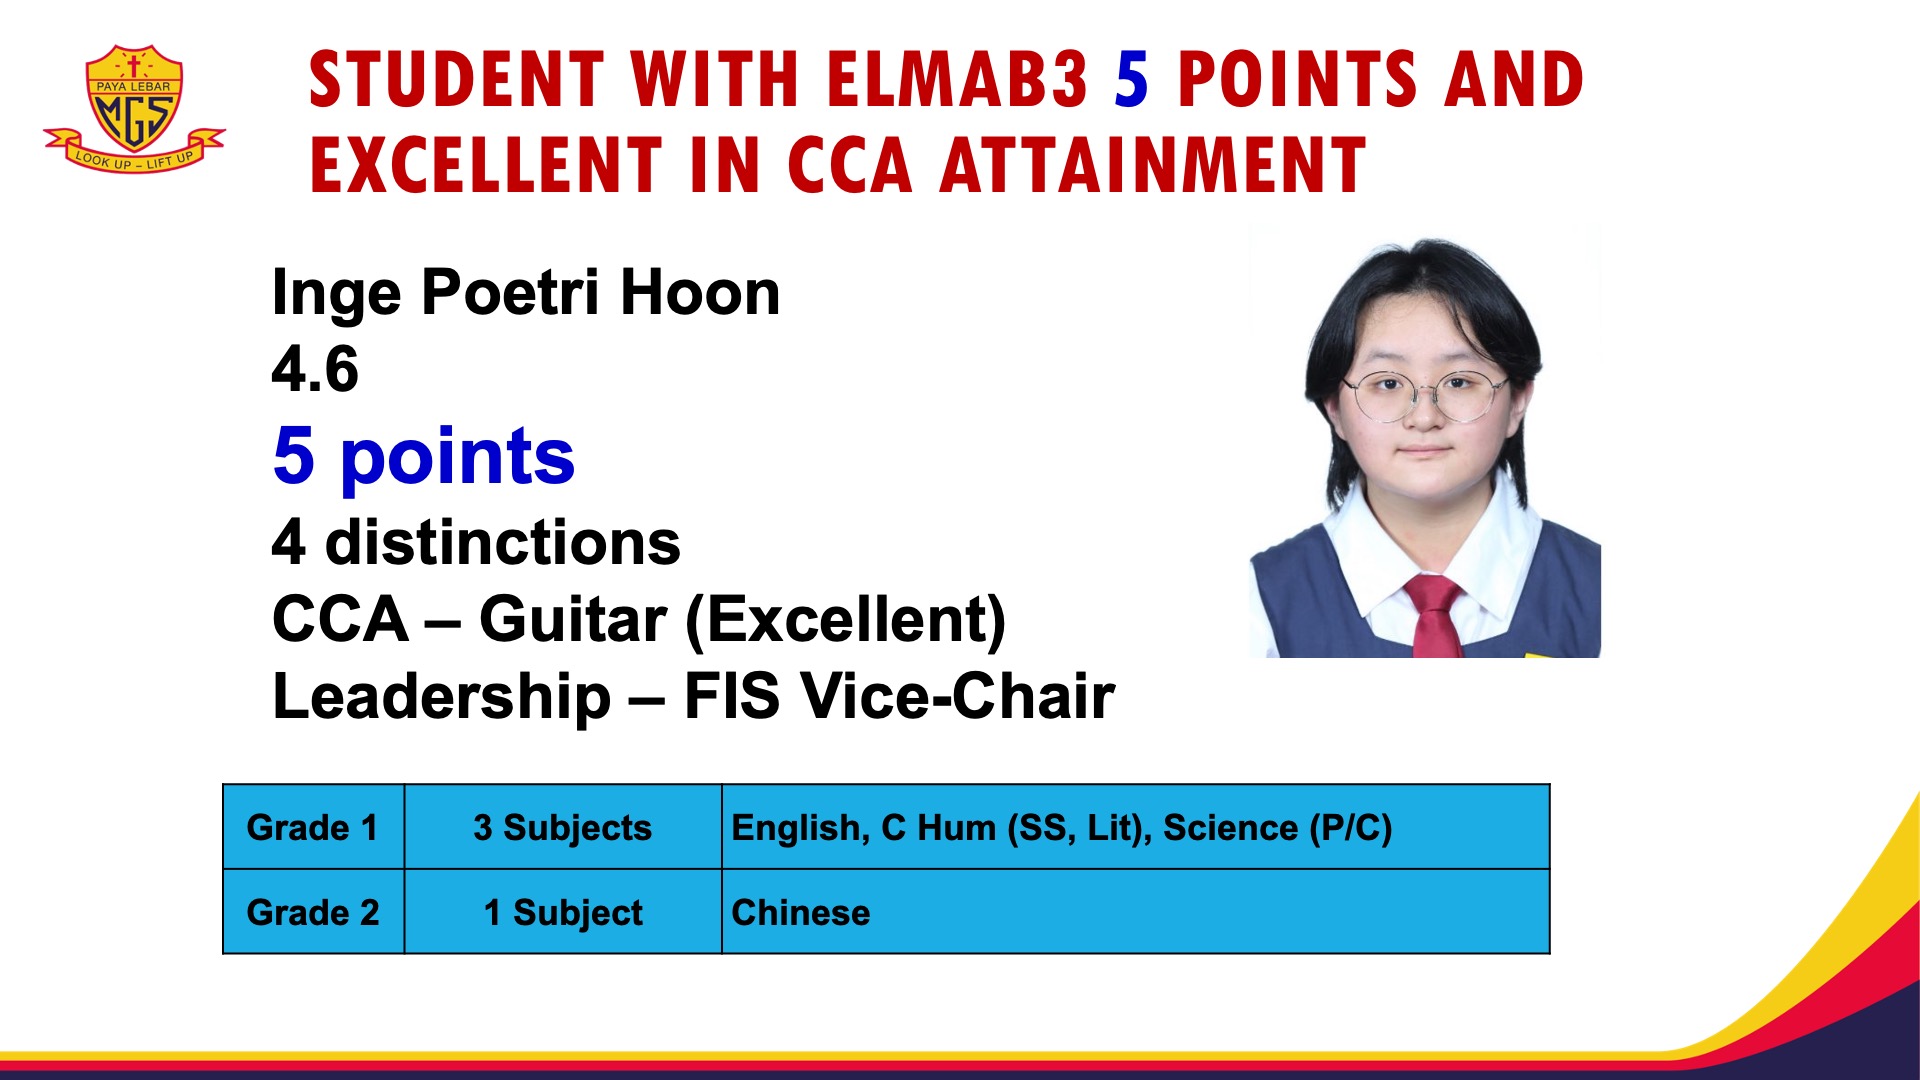 PAYA LEBAR
MGS
LOOK UP – LIFT UP
STUDENT WITH ELMAB3 5 POINTS AND
EXCELLENT IN CCA ATTAINMENT
Inge Poetri Hoon
4.6
5 points
4 distinctions
CCA – Guitar (Excellent)
Leadership – FIS Vice-Chair
Grade 1 3 Subjects English, C Hum (SS, Lit), Science (P/C)
Grade 2 1 Subject Chinese